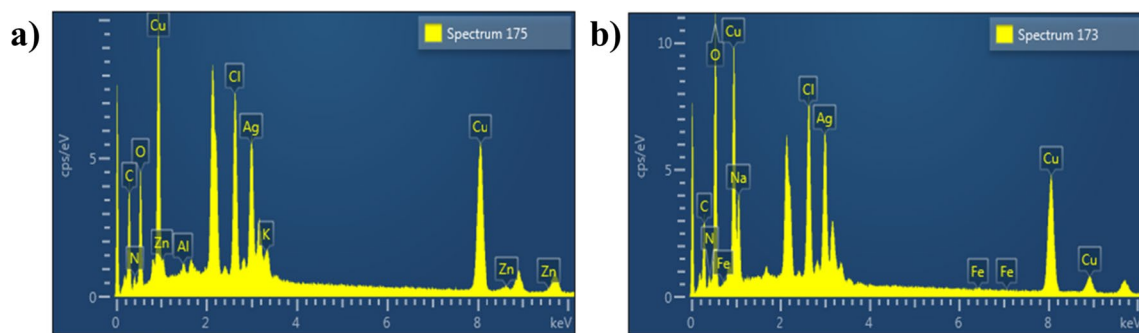 a)
Spectrum 175
cps/eV
5
0
C
N
O
Cu
Zn
Al
Cl
Ag
K
Cu
Zn
Zn
0
2
4
6
8
keV
b)
Spectrum 173
cps/eV
10
5
0
C
N
O
Fe
Cu
Na
Cl
Ag
Fe
Fe
Cu
Cu
0
2
4
6
8
keV